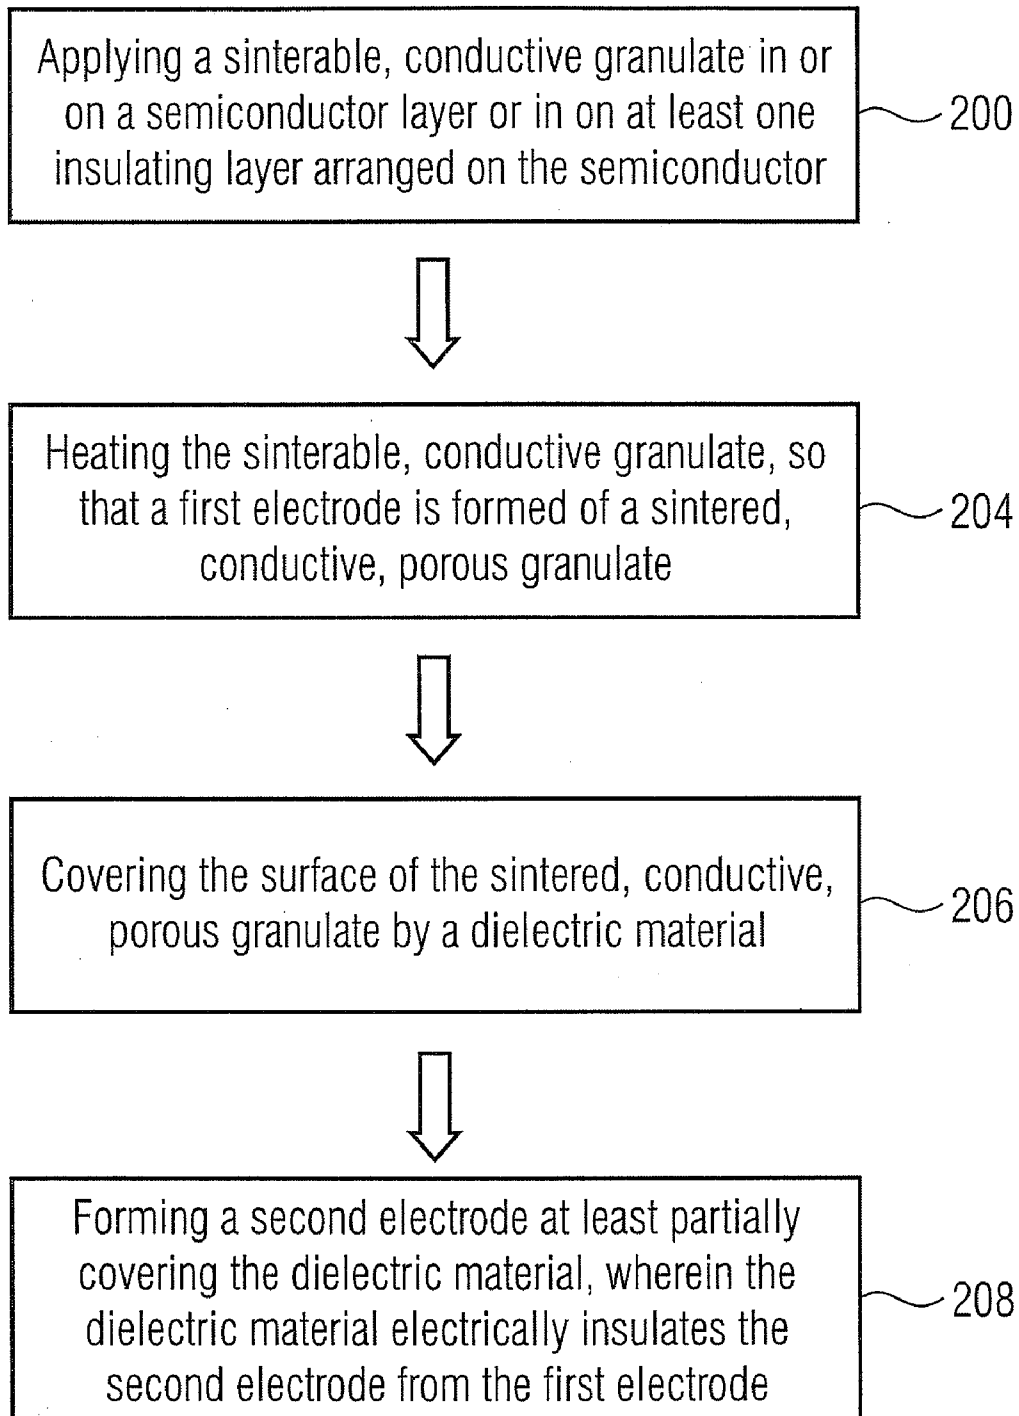 Applying a sinterable, conductive granulate in or
on a semiconductor layer or in on at least one
insulating layer arranged on the semiconductor
200
Heating the sinterable, conductive granulate, so
that a first electrode is formed of a sintered,
conductive, porous granulate
204
Covering the surface of the sintered, conductive,
porous granulate by a dielectric material
206
Forming a second electrode at least partially
covering the dielectric material, wherein the
dielectric material electrically insulates the
second electrode from the first electrode
208